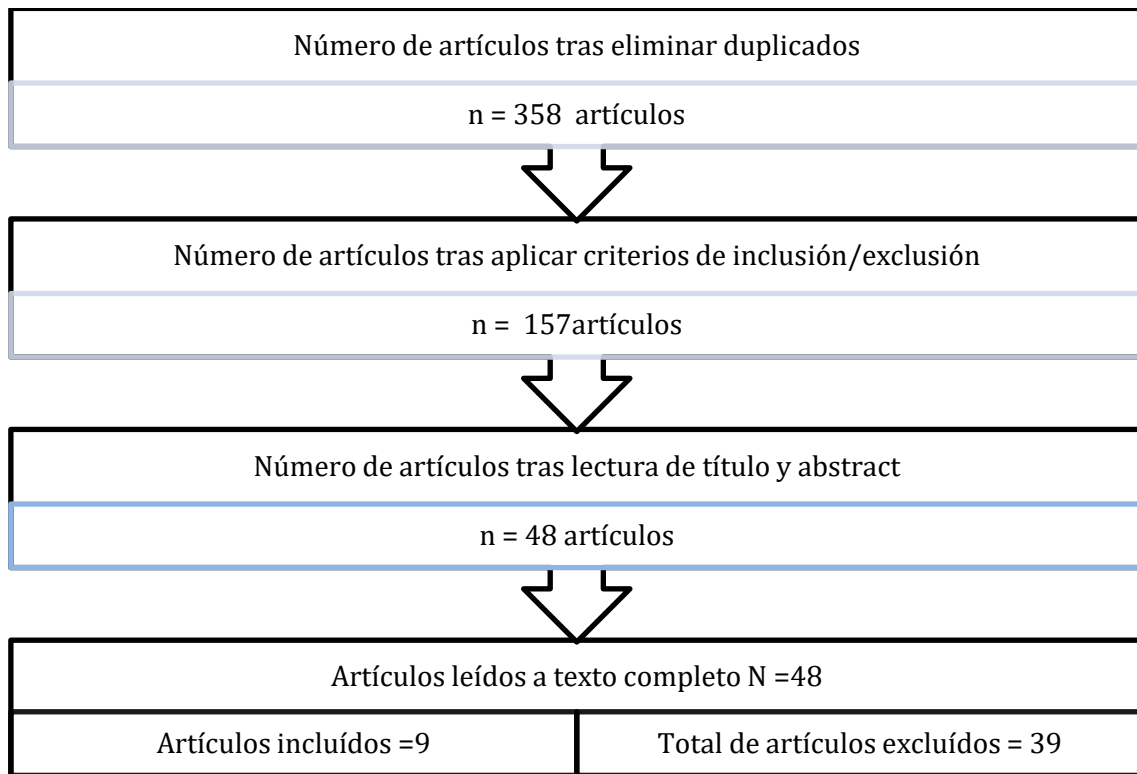 Número de artículos tras eliminar duplicados
n = 358 artículos
Número de artículos tras aplicar criterios de inclusión/exclusión
n = 157artículos
Número de artículos tras lectura de título y abstract
n = 48 artículos
Artículos leídos a texto completo N =48
Artículos incluídos =9
Total de artículos excluídos = 39